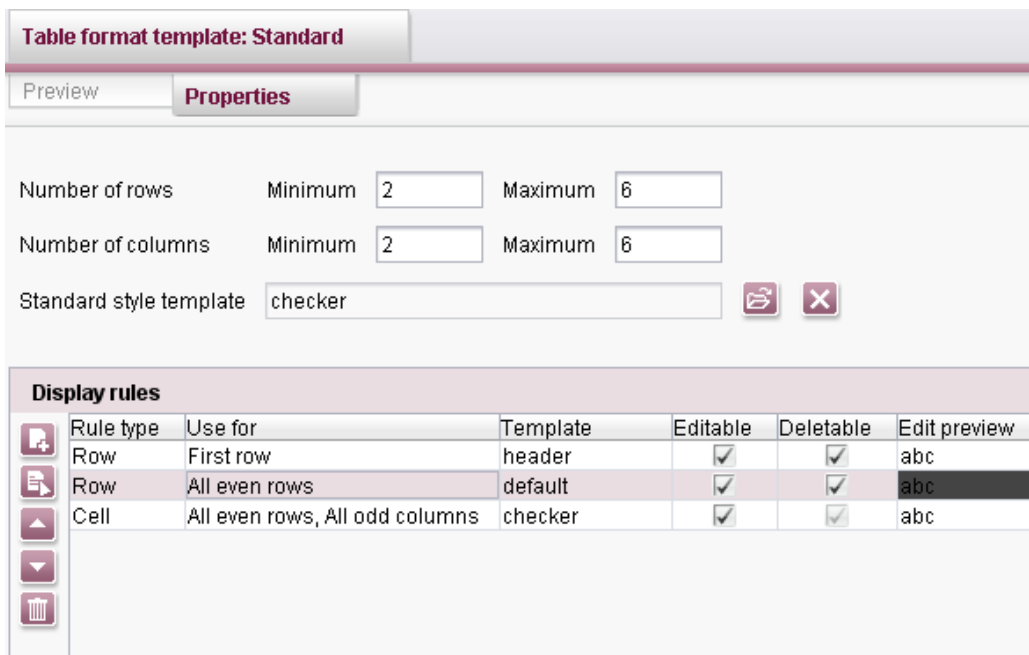 Table format template: Standard
Preview Properties
Number of rows Minimum 2 Maximum 6
Number of columns Minimum 2 Maximum 6
Standard style template checker
Display rules
Rule type Use for Template Editable Deletable Edit preview
Row First row header abc
Row All even rows default abc
Cell All even rows, All odd columns checker abc